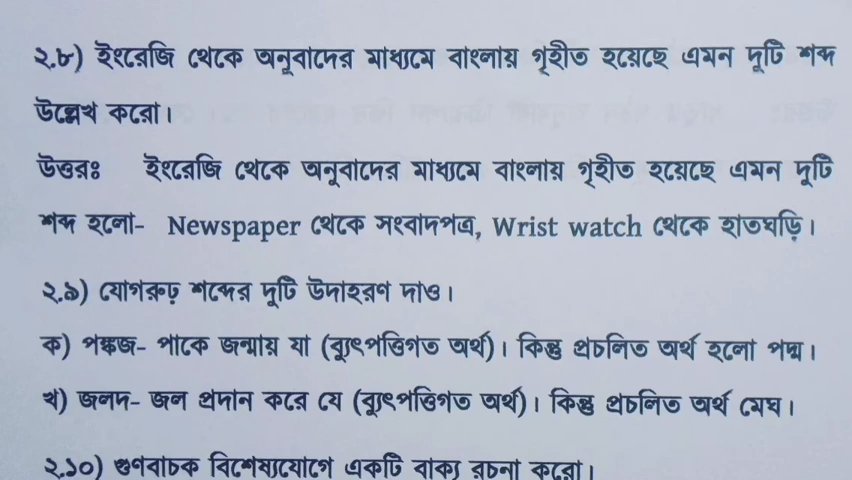 ২.৮) ইংরেজি থেকে অনুবাদের মাধ্যমে বাংলায় গৃহীত হয়েছে এমন দুটি শব্দ
উল্লেখ করো।
উত্তরঃ ইংরেজি থেকে অনুবাদের মাধ্যমে বাংলায় গৃহীত হয়েছে এমন দুটি
শব্দ হলো- Newspaper থেকে সংবাদপত্র, Wrist watch থেকে হাতঘড়ি।
২.৯) যোগরুঢ় শব্দের দুটি উদাহরণ দাও।
ক) পঙ্কজ- পাকে জন্মায় যা (ব্যুৎপত্তিগত অর্থ)। কিন্তু প্রচলিত অর্থ হলো পদ্ম।
খ) জলদ- জল প্রদান করে যে (ব্যুৎপত্তিগত অর্থ)। কিন্তু প্রচলিত অর্থ মেঘ।
২.১০) গুণবাচক বিশেষ্যযোগে একটি বাক্য রচনা করো।